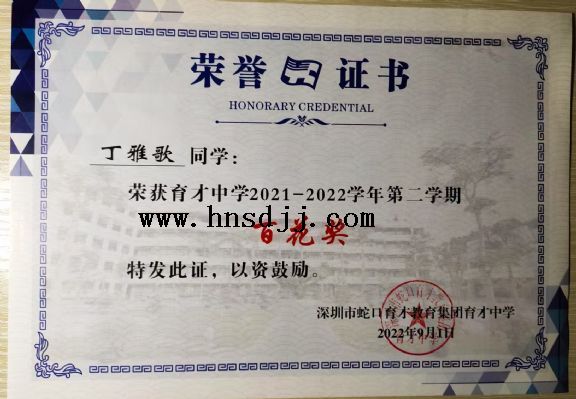 荣誉证书
HONORARY CREDENTIAL
丁雅歌 同学：
荣获育才中学2021-2022学年第二学期
www.hnsdjj.com
百花奖
特发此证，以资鼓励。
深圳市蛇口育才教育集团育才中学
2022年9月1日